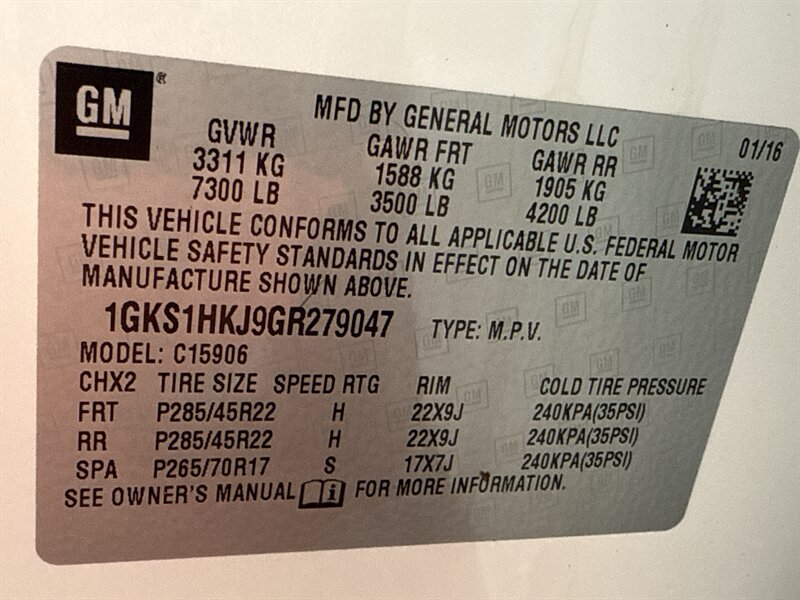 GM ®
MFD BY GENERAL MOTORS LLC
01/16
GVWR GAWR FRT GAWR RR
3311 KG 1588 KG 1905 KG
7300 LB 3500 LB 4200 LB
THIS VEHICLE CONFORMS TO ALL APPLICABLE U.S. FEDERAL MOTOR
VEHICLE SAFETY STANDARDS IN EFFECT ON THE DATE OF
MANUFACTURE SHOWN ABOVE.
1GKS1HKJ9GR279047 TYPE: M.P.V.
MODEL: C15906
CHX2 TIRE SIZE SPEED RTG RIM COLD TIRE PRESSURE
FRT P285/45R22 H 22X9J 240KPA(35PSI)
RR P285/45R22 H 22X9J 240KPA(35PSI)
SPA P265/70R17 S 17X7J 240KPA(35PSI)
SEE OWNER'S MANUAL i FOR MORE INFORMATION.